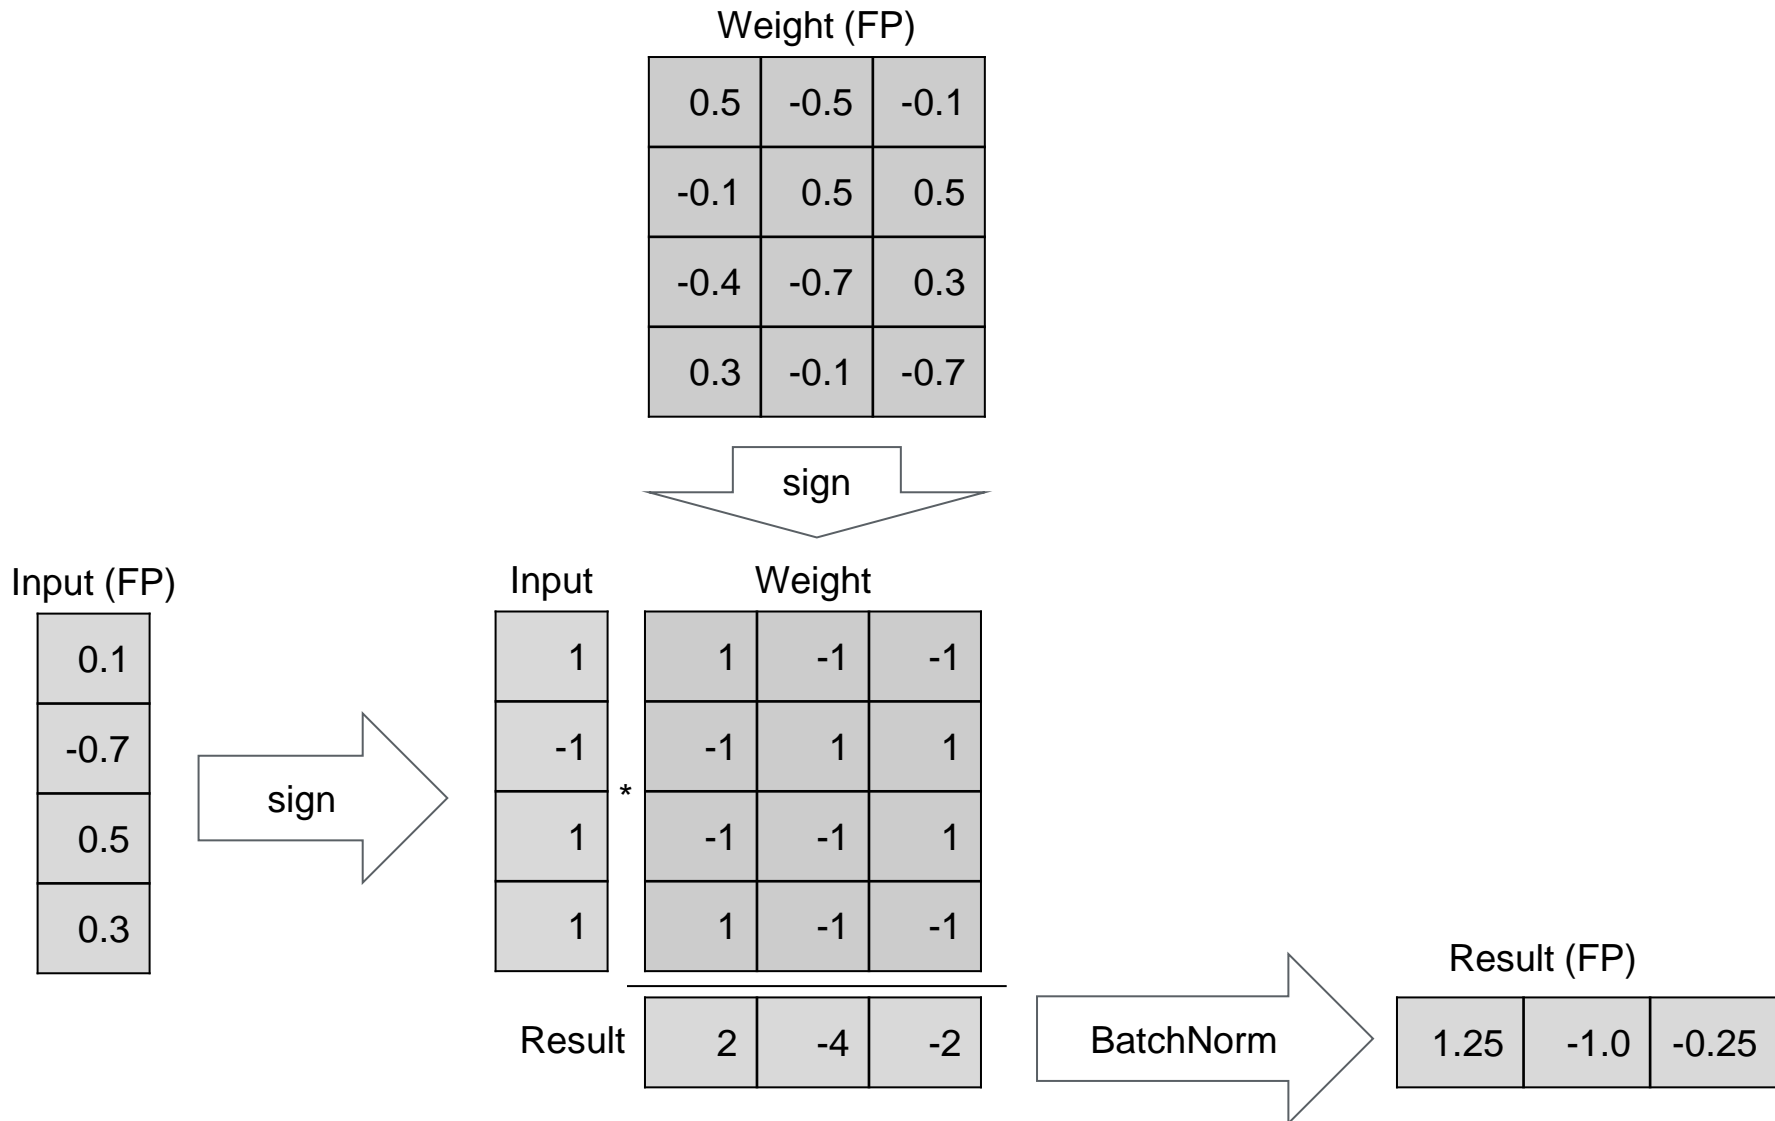 Weight (FP)
0.5 -0.5 -0.1
-0.1 0.5 0.5
-0.4 -0.7 0.3
0.3 -0.1 -0.7
sign
Input (FP)
0.1
-0.7
0.5
0.3
sign
Input Weight
1 1 -1 -1
-1 -1 1 1
*
1 -1 -1 1
1 1 -1 -1
Result 2 -4 -2
BatchNorm
Result (FP)
1.25 -1.0 -0.25